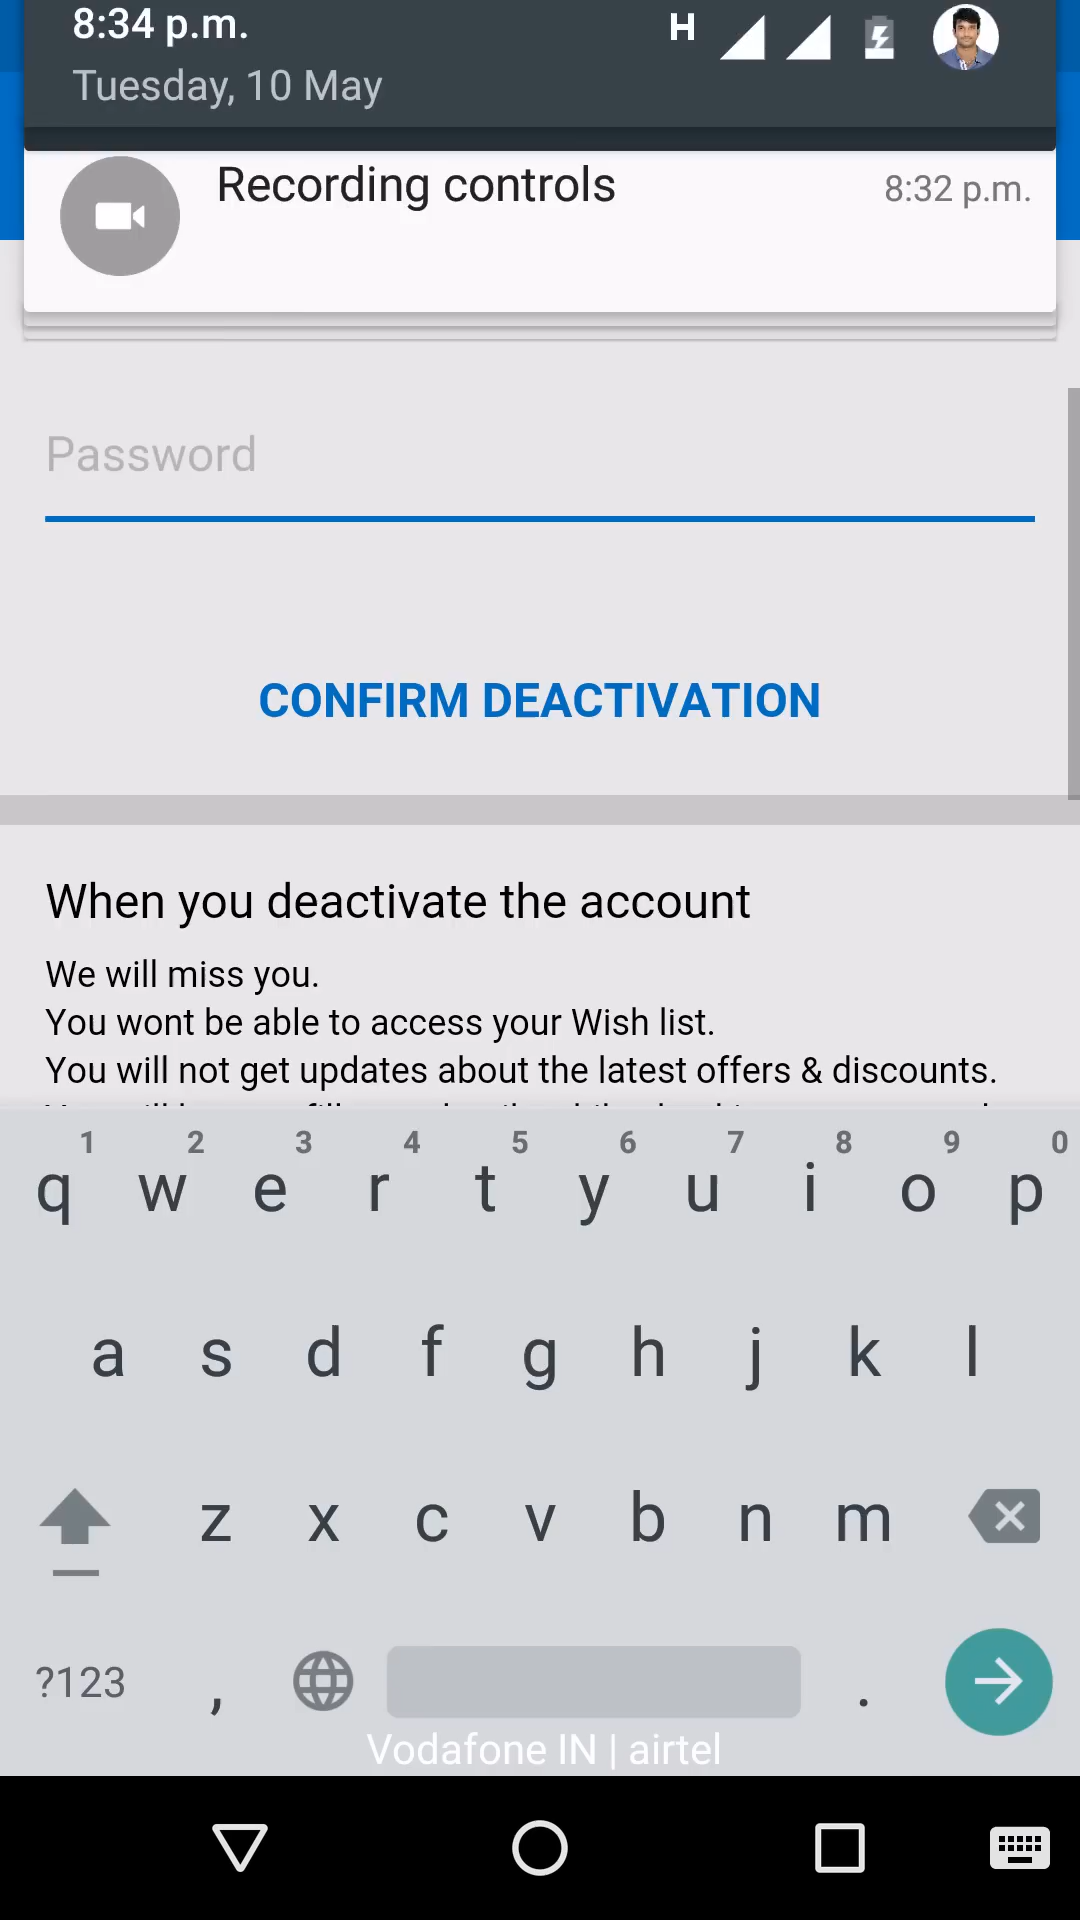 8:34 p.m.
H
Tuesday, 10 May
Recording controls
8:32 p.m.
Password
CONFIRM DEACTIVATION
When you deactivate the account
We will miss you.
You wont be able to access your Wish list.
You will not get updates about the latest offers & discounts.
1 2 3 4 5 6 7 8 9 0
q w e r t y u i o p
a s d f g h j k l
z x c v b n m
?123 , .
Vodafone IN | airtel